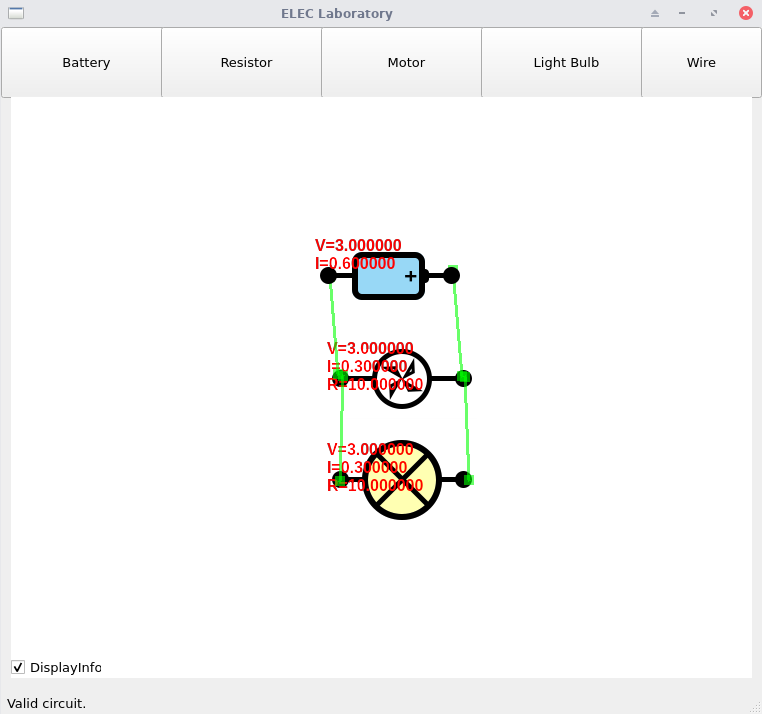 ELEC Laboratory
Battery
Resistor
Motor
Light Bulb
Wire
V=3.000000
I=0.600000
+
V=3.000000
I=0.300000
R=10.000000
V=3.000000
I=0.300000
R=10.000000
DisplayInfo
Valid circuit.